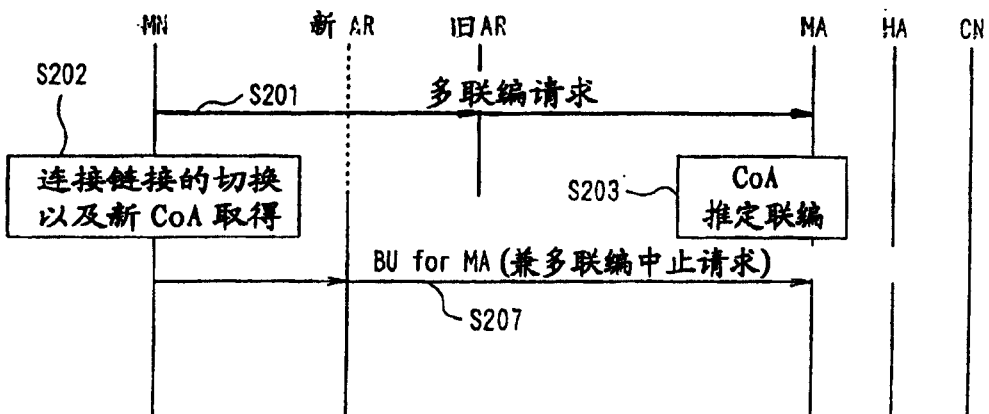 MN 新 AR 旧AR MA HA CN
S202
S201
多联编请求
连接链接的切换
以及新 CoA 取得
S203
CoA
推定联编
BU for MA (兼多联编中止请求)
S207